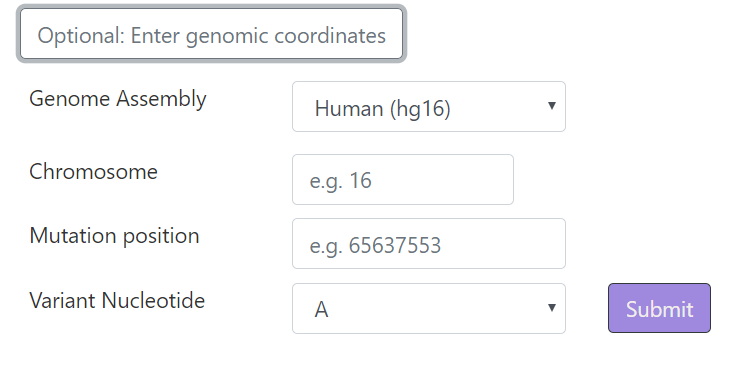 Optional: Enter genomic coordinates
Genome Assembly Human (hg16)
Chromosome e.g. 16
Mutation position e.g. 65637553
Variant Nucleotide A Submit